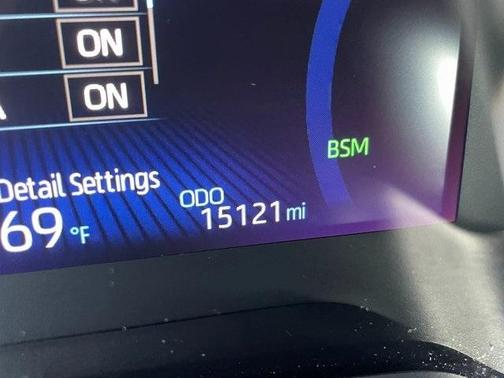 ON
ON
BSM
Detail Settings
ODO
69 °F
15121 mi